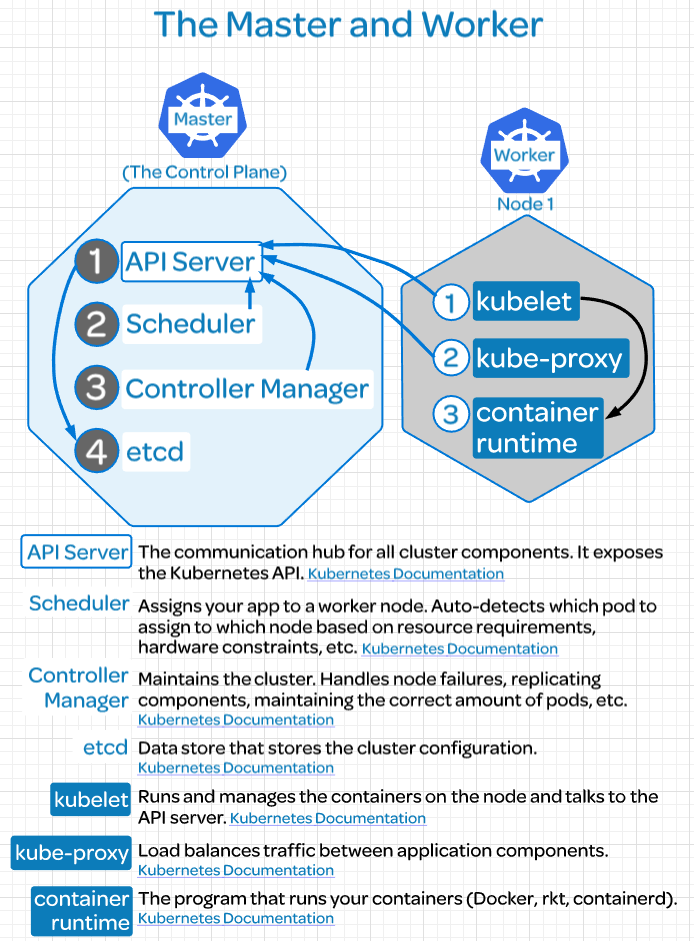 The Master and Worker
Master
(The Control Plane)
Worker
Node 1
1 API Server
2 Scheduler
3 Controller Manager
4 etcd
1 kubelet
2 kube-proxy
3 container
runtime
API Server The communication hub for all cluster components. It exposes
the Kubernetes API. Kubernetes Documentation
Scheduler Assigns your app to a worker node. Auto-detects which pod to
assign to which node based on resource requirements,
hardware constraints, etc. Kubernetes Documentation
Controller Maintains the cluster. Handles node failures, replicating
Manager components, maintaining the correct amount of pods, etc.
Kubernetes Documentation
etcd Data store that stores the cluster configuration.
Kubernetes Documentation
kubelet Runs and manages the containers on the node and talks to the
API server. Kubernetes Documentation
kube-proxy Load balances traffic between application components.
Kubernetes Documentation
container The program that runs your containers (Docker, rkt, containerd).
runtime Kubernetes Documentation